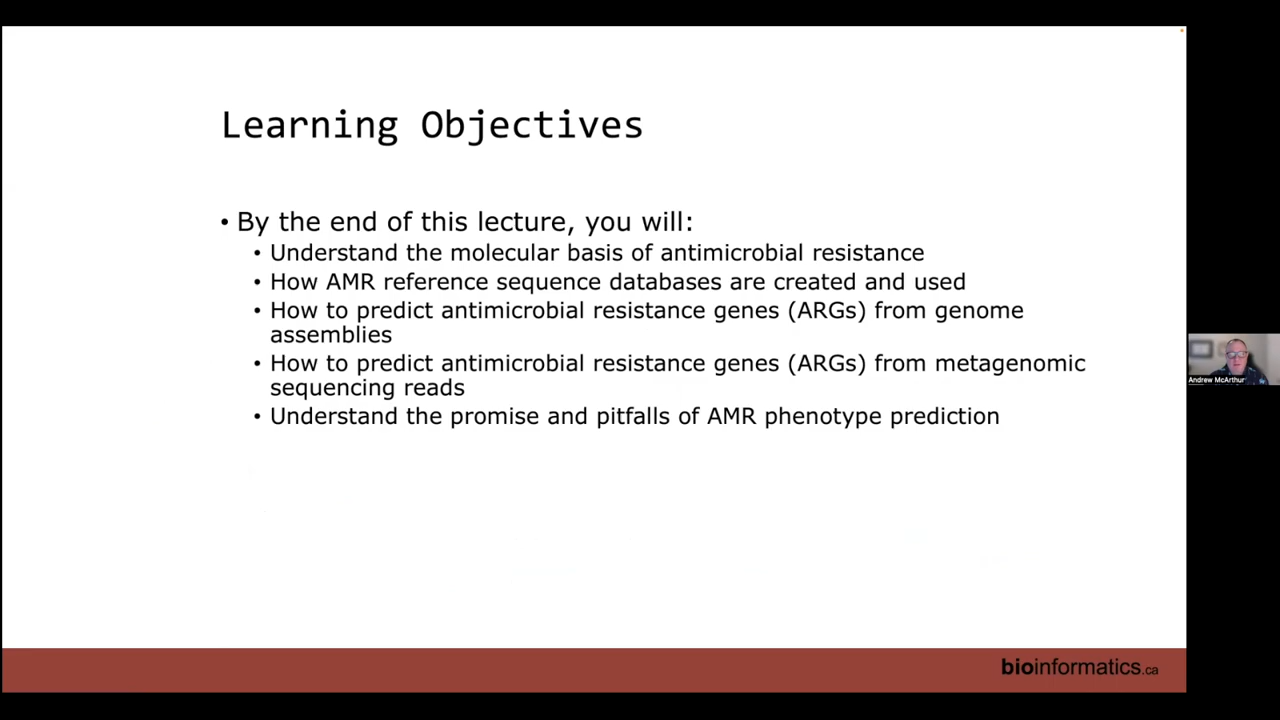 Learning Objectives
• By the end of this lecture, you will:
• Understand the molecular basis of antimicrobial resistance
• How AMR reference sequence databases are created and used
• How to predict antimicrobial resistance genes (ARGs) from genome
assemblies
• How to predict antimicrobial resistance genes (ARGs) from metagenomic
sequencing reads
• Understand the promise and pitfalls of AMR phenotype prediction
Andrew McArthur
bioinformatics.ca